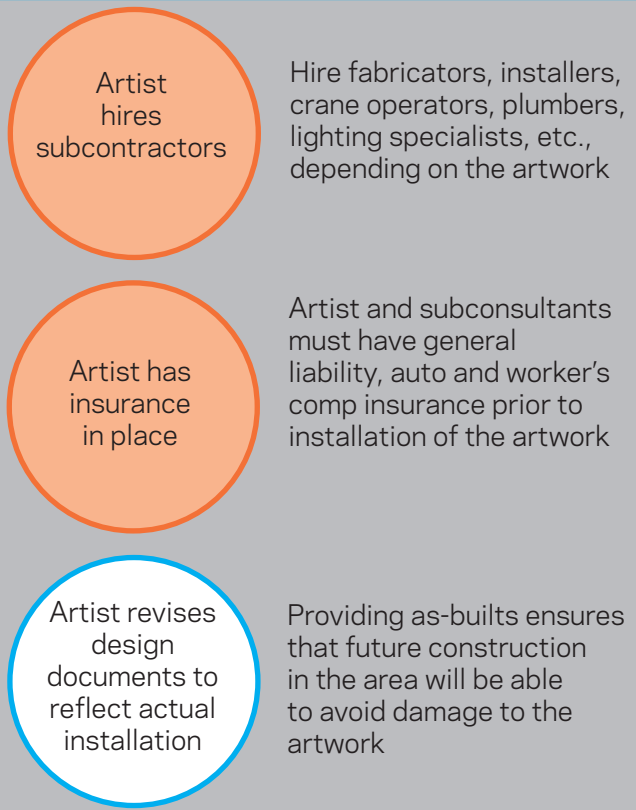 Artist
hires
subcontractors
Hire fabricators, installers,
crane operators, plumbers,
lighting specialists, etc.,
depending on the artwork
Artist has
insurance
in place
Artist and subconsultants
must have general
liability, auto and worker’s
comp insurance prior to
installation of the artwork
Artist revises
design
documents to
reflect actual
installation
Providing as-builts ensures
that future construction
in the area will be able
to avoid damage to the
artwork